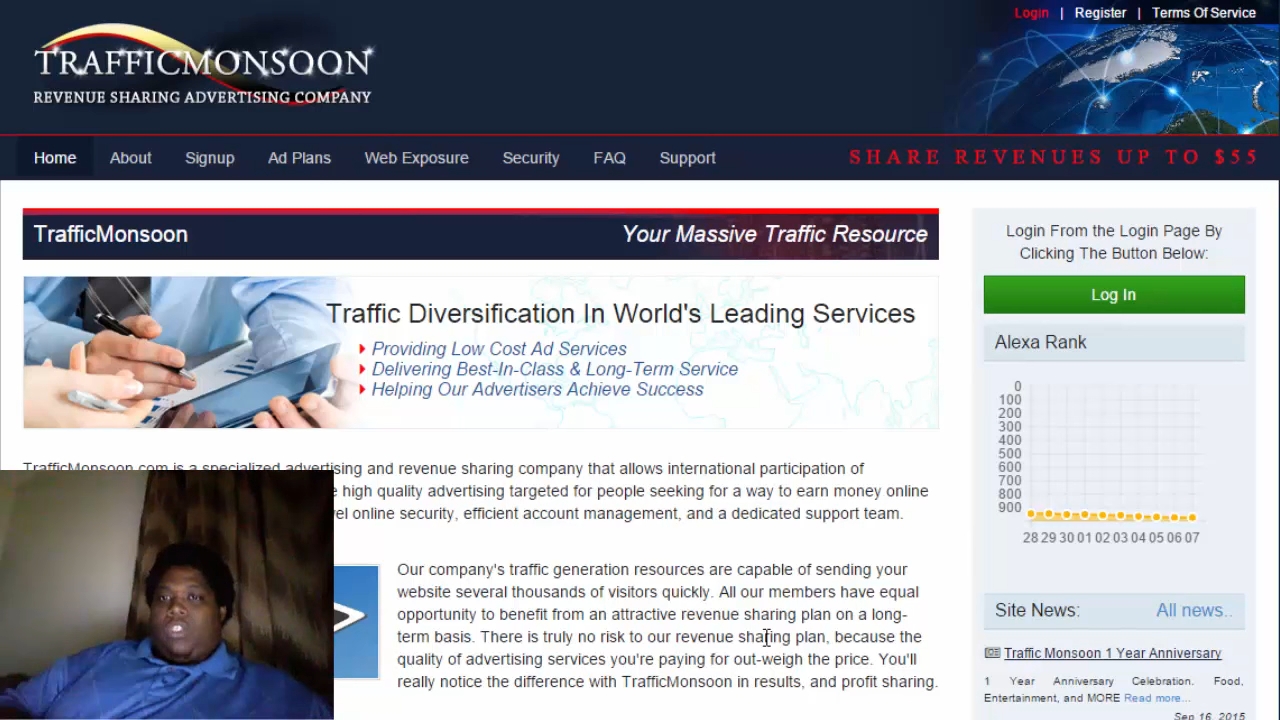 Login | Register | Terms Of Service
TRAFFICMONSOON
REVENUE SHARING ADVERTISING COMPANY
Home About Signup Ad Plans Web Exposure Security FAQ Support
SHARE REVENUES UP TO $55
TrafficMonsoon
Your Massive Traffic Resource
Traffic Diversification In World's Leading Services
Providing Low Cost Ad Services
Delivering Best-In-Class & Long-Term Service
Helping Our Advertisers Achieve Success
TrafficMonsoon.com is a specialized advertising and revenue sharing company that allows international participation of
high quality advertising targeted for people seeking for a way to earn money online
online security, efficient account management, and a dedicated support team.
Our company's traffic generation resources are capable of sending your
website several thousands of visitors quickly. All our members have equal
opportunity to benefit from an attractive revenue sharing plan on a long-
term basis. There is truly no risk to our revenue sharing plan, because the
quality of advertising services you're paying for out-weigh the price. You'll
really notice the difference with TrafficMonsoon in results, and profit sharing.
Login From the Login Page By
Clicking The Button Below:
Log In
Alexa Rank
0
100
200
300
400
500
600
700
800
900
28 29 30 01 02 03 04 05 06 07
Site News: All news..
Traffic Monsoon 1 Year Anniversary
1 Year Anniversary Celebration. Food,
Entertainment, and MORE Read more...
Sep 16, 2015